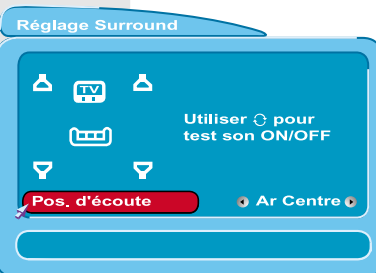 Réglage Surround
TV
Utiliser pour
test son ON/OFF
Pos. d'écoute
Ar Centre